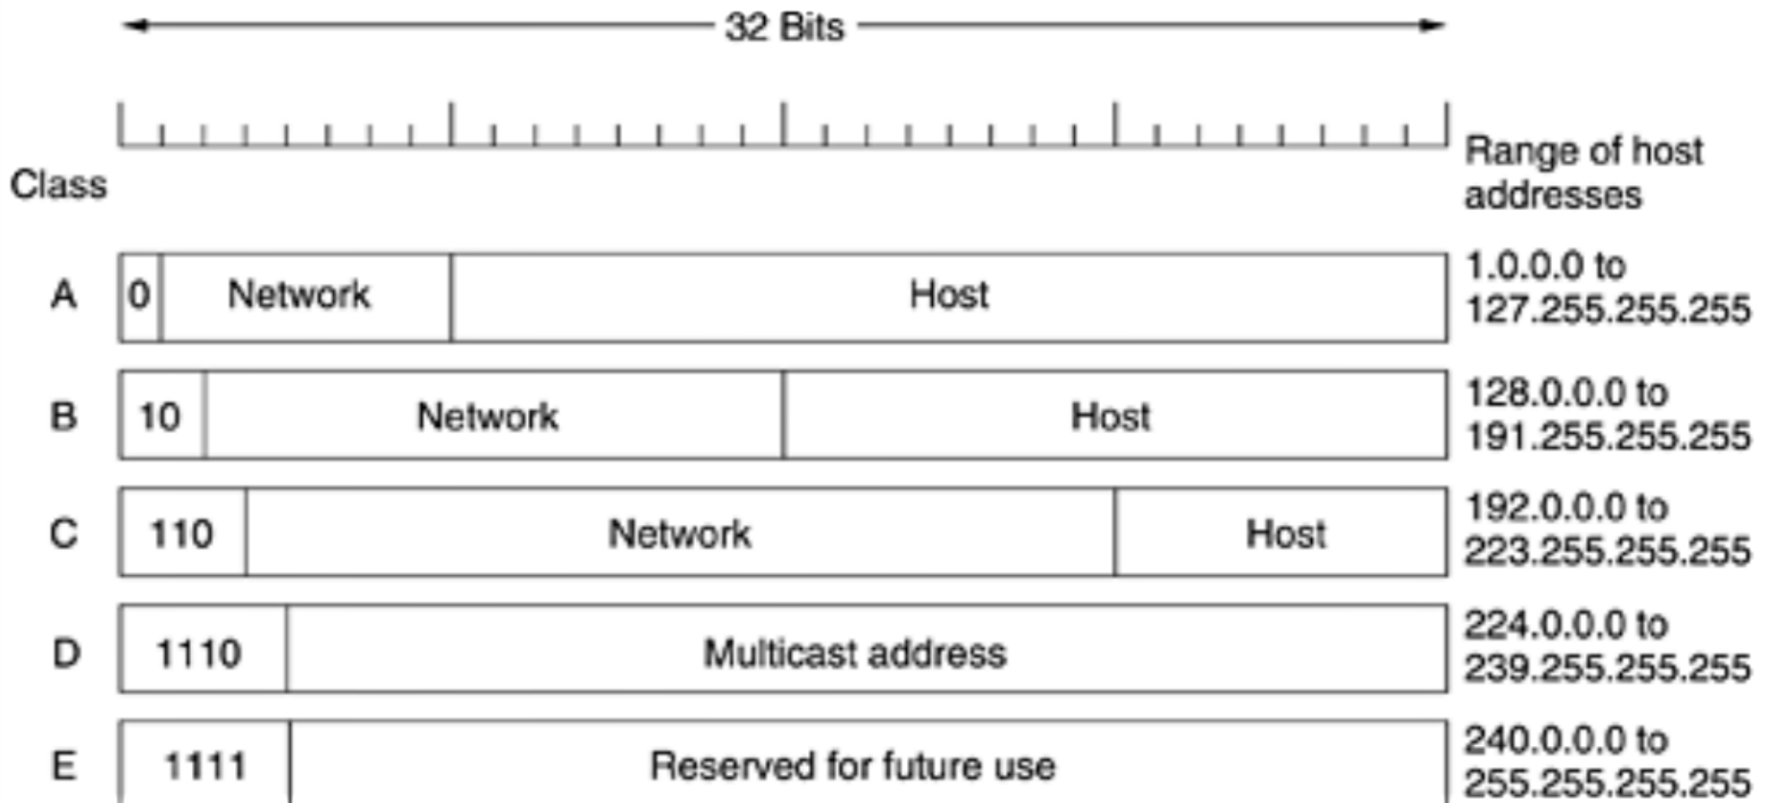 32 Bits
Class
Range of host
addresses
A
0
Network
Host
1.0.0.0 to
127.255.255.255
B
10
Network
Host
128.0.0.0 to
191.255.255.255
C
110
Network
Host
192.0.0.0 to
223.255.255.255
D
1110
Multicast address
224.0.0.0 to
239.255.255.255
E
1111
Reserved for future use
240.0.0.0 to
255.255.255.255